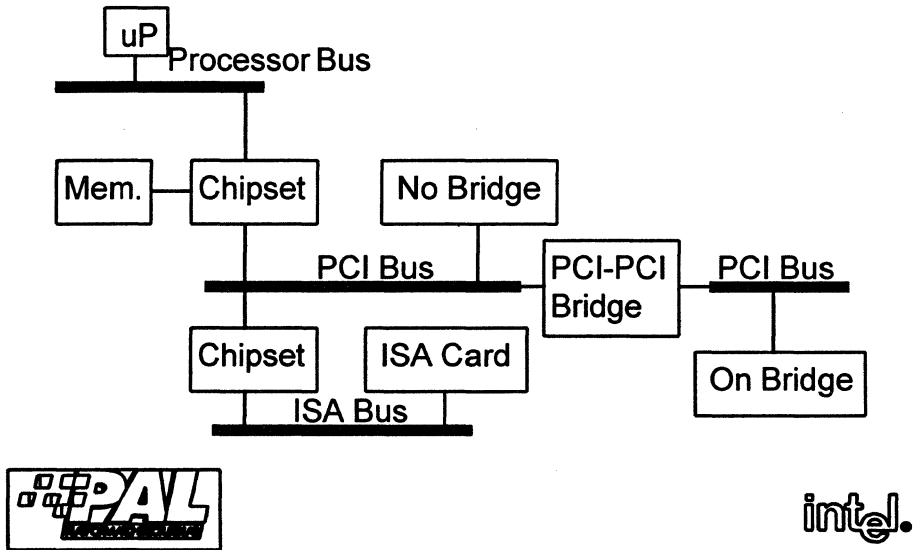 uP
Processor Bus
Mem.
Chipset
No Bridge
PCI Bus
PCI-PCI
Bridge
PCI Bus
Chipset
ISA Card
On Bridge
ISA Bus
PAL
intel.